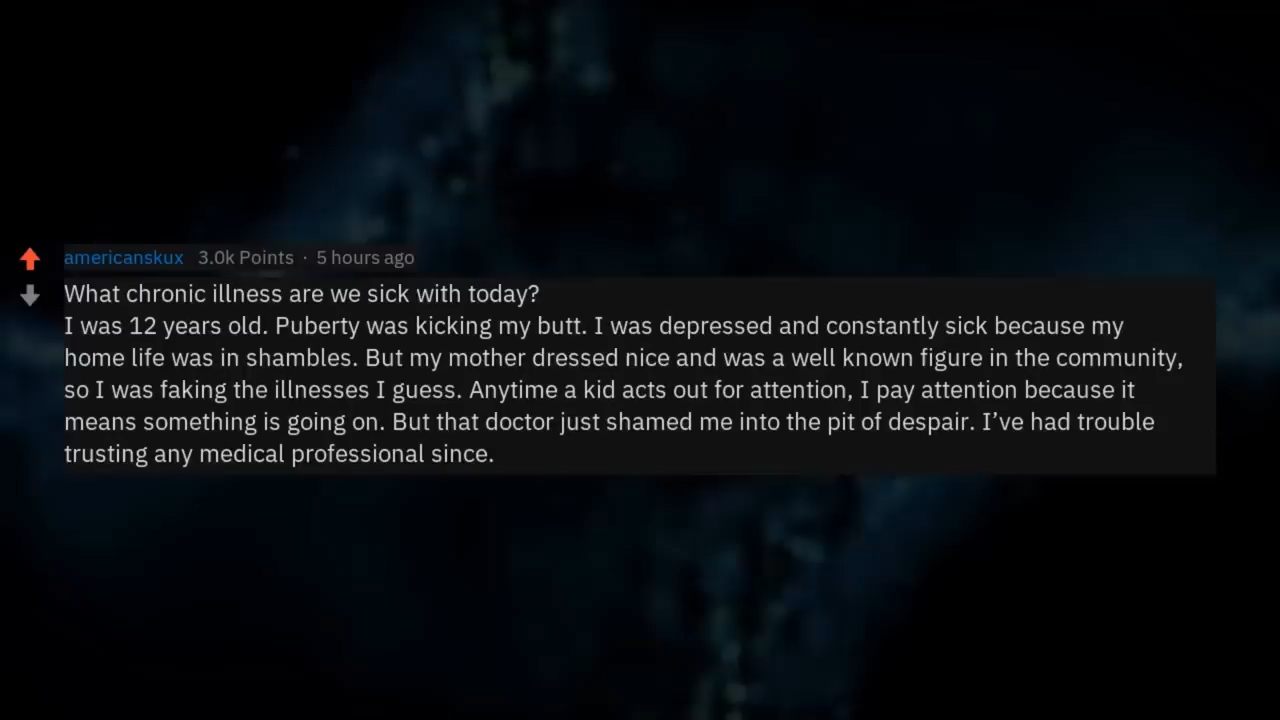 americanskux 3.0k Points · 5 hours ago
What chronic illness are we sick with today?
I was 12 years old. Puberty was kicking my butt. I was depressed and constantly sick because my
home life was in shambles. But my mother dressed nice and was a well known figure in the community,
so I was faking the illnesses I guess. Anytime a kid acts out for attention, I pay attention because it
means something is going on. But that doctor just shamed me into the pit of despair. I’ve had trouble
trusting any medical professional since.